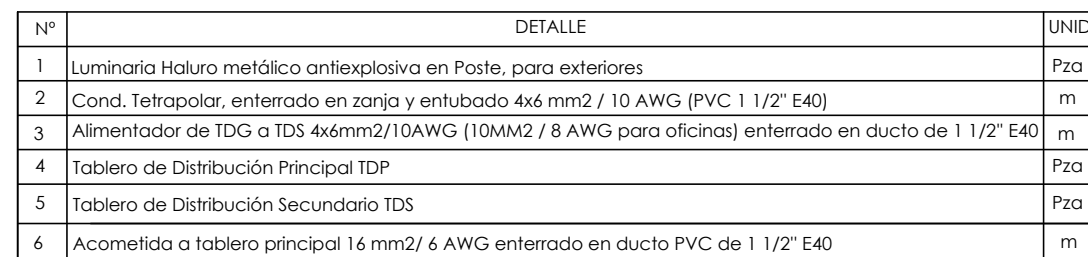 Nº DETALLE UNID
1 Luminaria Haluro metálico antiexplosiva en Poste, para exteriores Pza
2 Cond. Tetrapolar, enterrado en zanja y entubado 4x6 mm2 / 10 AWG (PVC 1 1/2" E40) m
3 Alimentador de TDG a TDS 4x6mm2/10AWG (10MM2 / 8 AWG para oficinas) enterrado en ducto de 1 1/2" E40 m
4 Tablero de Distribución Principal TDP Pza
5 Tablero de Distribución Secundario TDS Pza
6 Acometida a tablero principal 16 mm2/ 6 AWG enterrado en ducto PVC de 1 1/2" E40 m